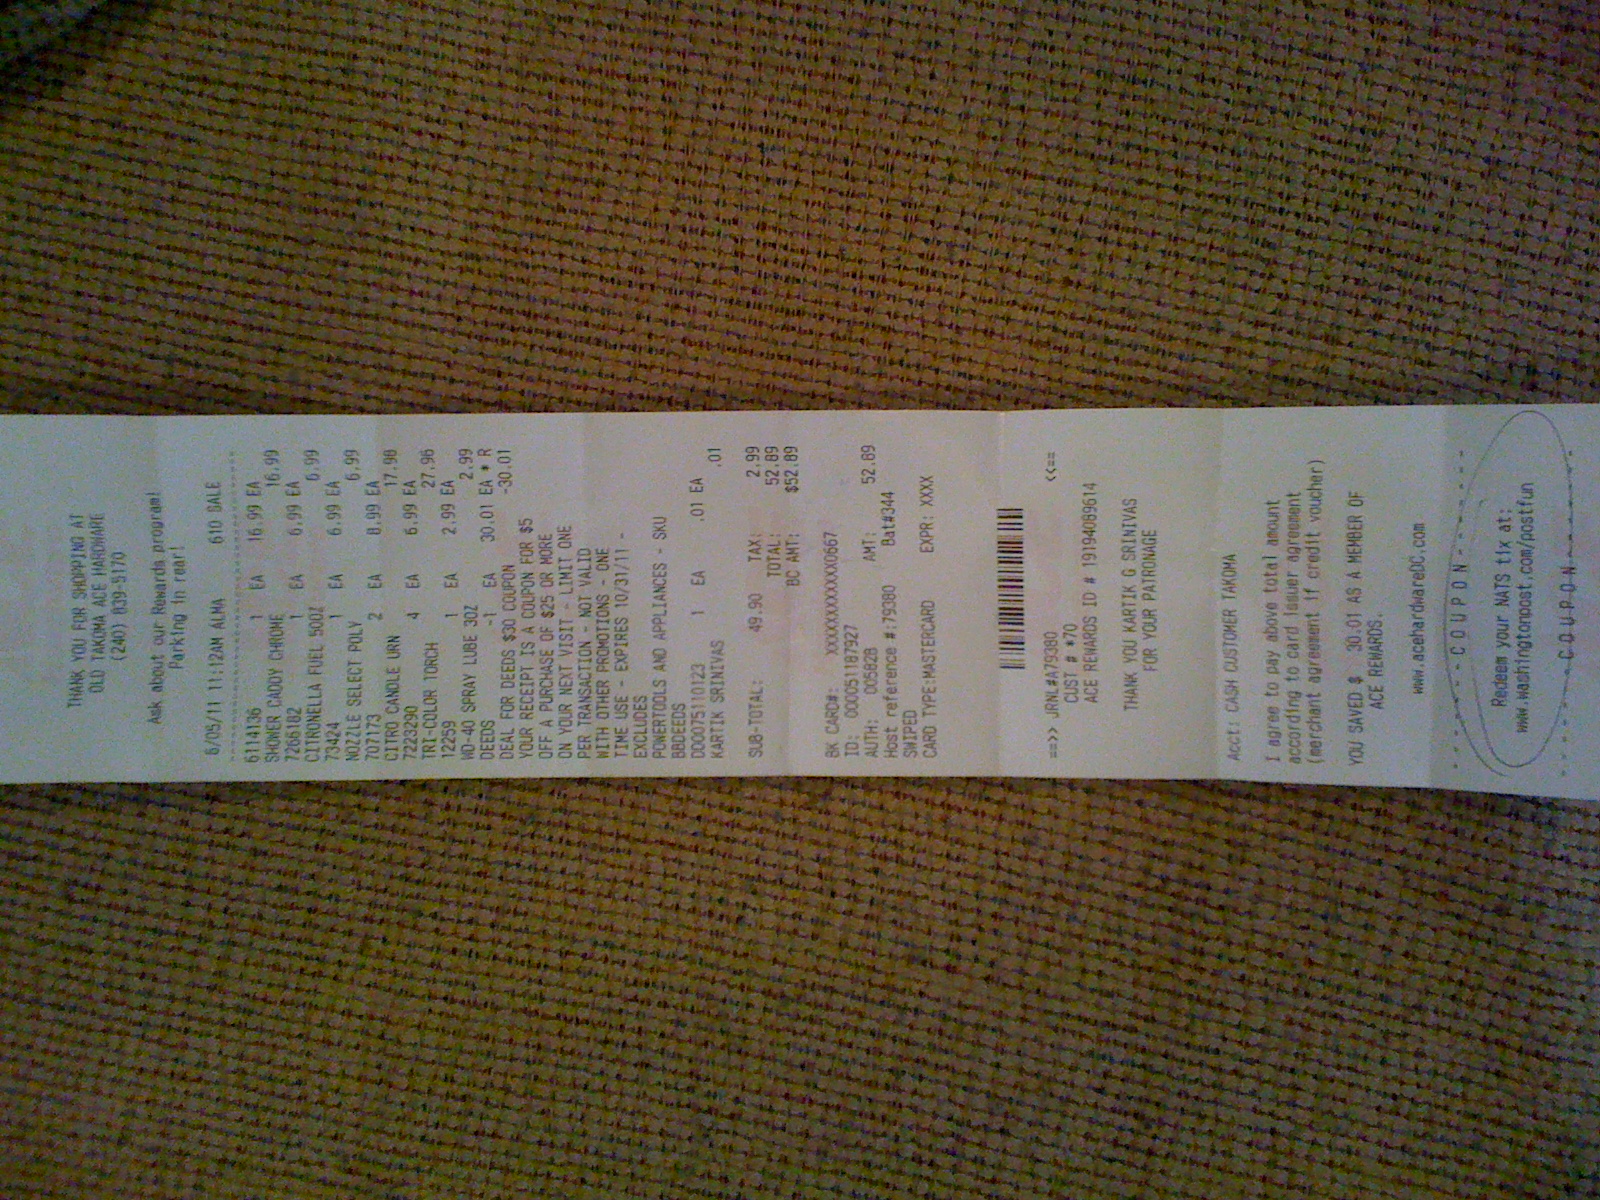 THANK YOU FOR SHOPPING AT
OLD TAKOMA ACE HARDWARE
(240) 839-5170
Ask about our Rewards program!
Parking in rear!
6/05/11 11:12AM ALMA 610 SALE
6114136 1 EA 16.99 EA
SHOWER CADDY CHROME 16.99
7266182 1 EA 6.99 EA
CITRONELLA FUEL 50OZ 6.99
73424 1 EA 6.99 EA
NOZZLE SELECT POLY 6.99
707173 2 EA 8.99 EA
CITRO CANDLE URN 17.98
7223290 4 EA 6.99 EA
TRI-COLOR TORCH 27.96
12259 1 EA 2.99 EA
WD-40 SPRAY LUBE 3OZ 2.99
DEEDS -1 EA 30.01 EA * R
DEAL FOR DEEDS $30 COUPON -30.01
YOUR RECEIPT IS A COUPON FOR $5
OFF A PURCHASE OF $25 OR MORE
ON YOUR NEXT VISIT - LIMIT ONE
PER TRANSACTION - NOT VALID
WITH OTHER PROMOTIONS - ONE
TIME USE - EXPIRES 10/31/11 -
EXCLUDES
POWERTOOLS AND APPLIANCES - SKU
BBDEEDS
D00075110123 1 EA .01 EA
KARTIK SRINIVAS .01
SUB-TOTAL: 49.90 TAX: 2.99
TOTAL: 52.89
BC AMT: $52.89
BK CARD#: XXXXXXXXXXXX0667
ID: 000051187927
AUTH: 005828 AMT: 52.89
Host reference #:79380 Bat#344
SWIPED
CARD TYPE:MASTERCARD EXPR: XXXX
==>> JRNL#A79380 <<==
CUST # *70
ACE REWARDS ID # 19194089614
THANK YOU KARTIK G SRINIVAS
FOR YOUR PATRONAGE
Acct: CASH CUSTOMER TAKOMA
I agree to pay above total amount
according to card issuer agreement
(merchant agreement if credit voucher)
YOU SAVED $ 30.01 AS A MEMBER OF
ACE REWARDS.
www.acehardwareDC.com
- - - - - - - - C O U P O N - - - - - - - -
Redeem your NATS tix at:
www.washingtonpost.com/postfun
- - - - - - - - C O U P O N - - - - - - - -